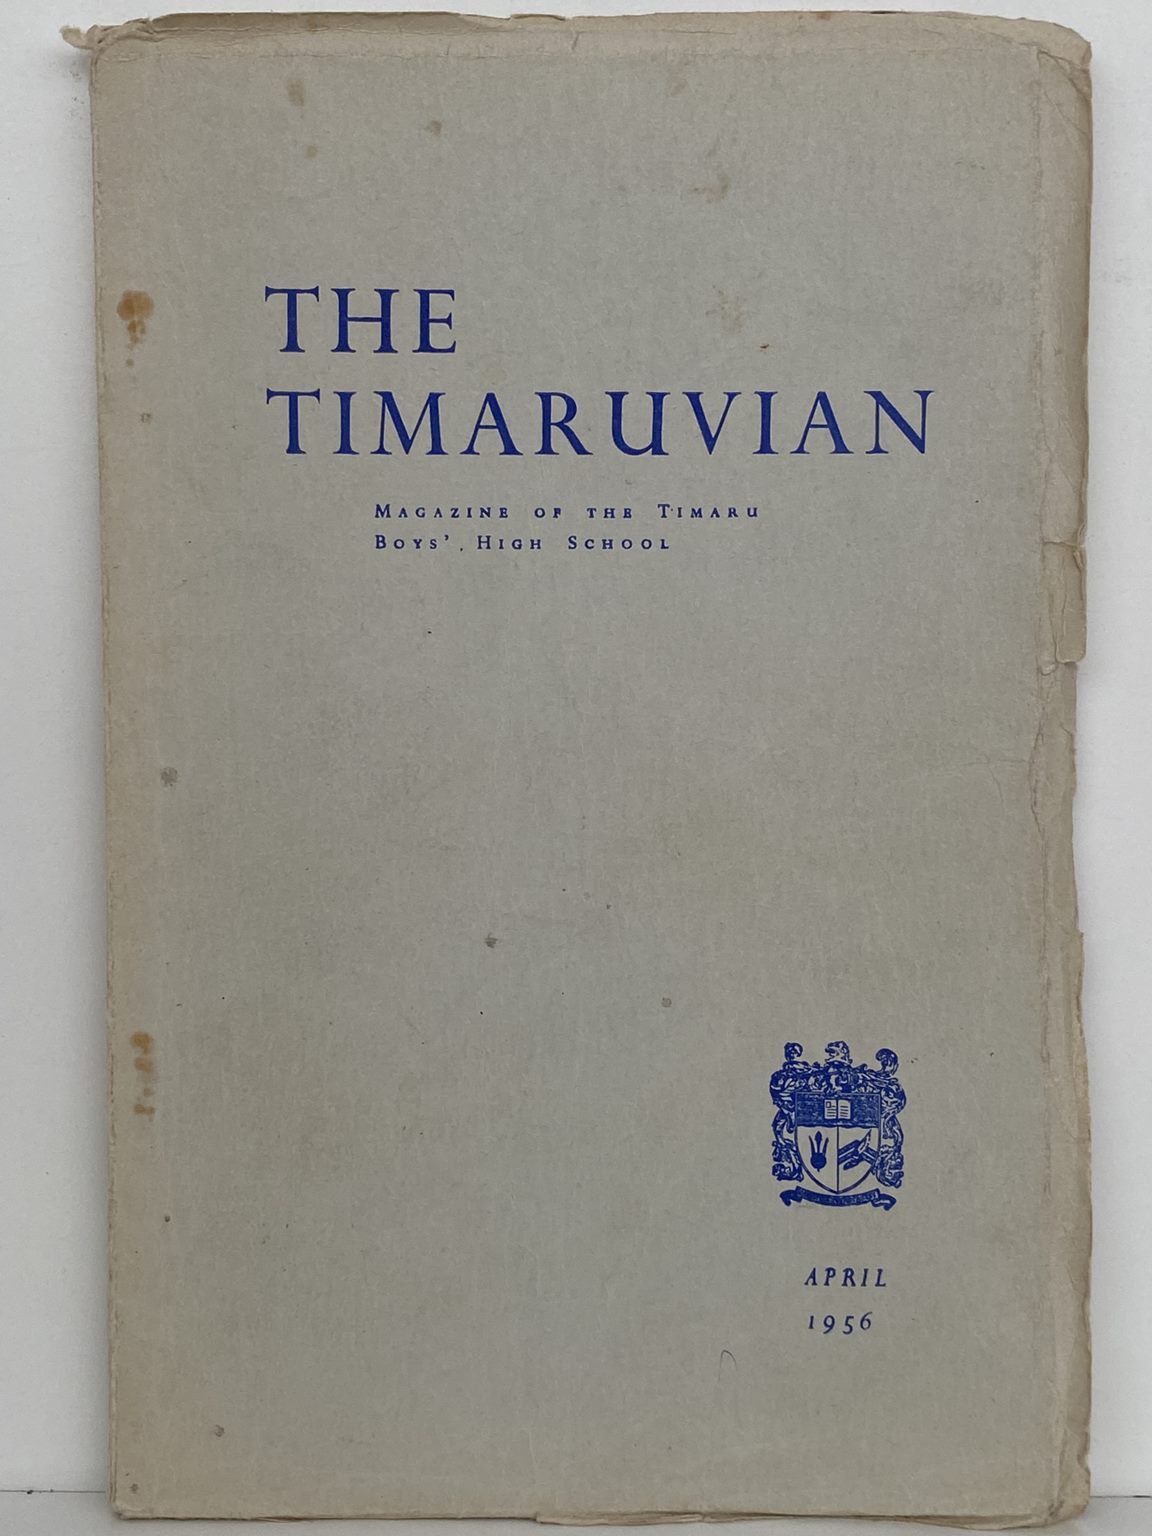 THE
TIMARUVIAN
MAGAZINE OF THE TIMARU
BOYS' HIGH SCHOOL
APRIL
1956